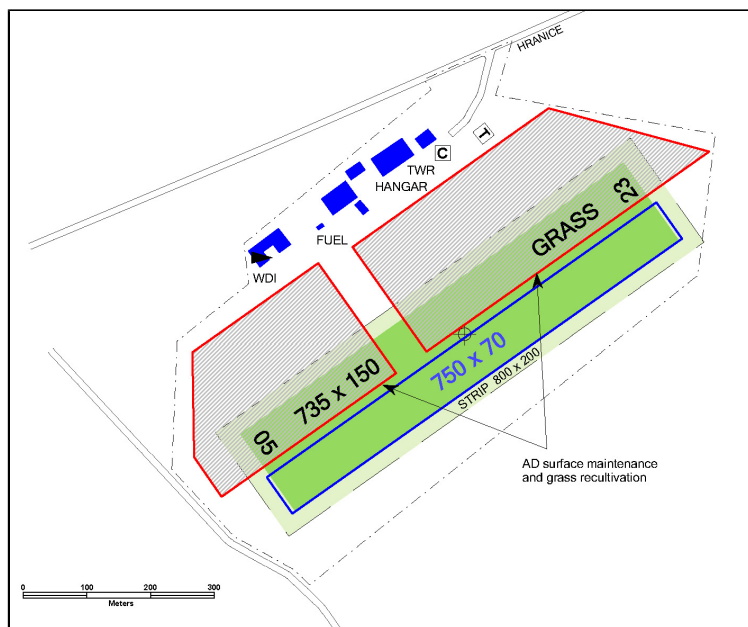 HRANICE
T
C
TWR
HANGAR
FUEL
WDI
GRASS
23
750 x 70
STRIP 800 x 200
735 x 150
05
AD surface maintenance
and grass recultivation
0 100 200 300
Meters